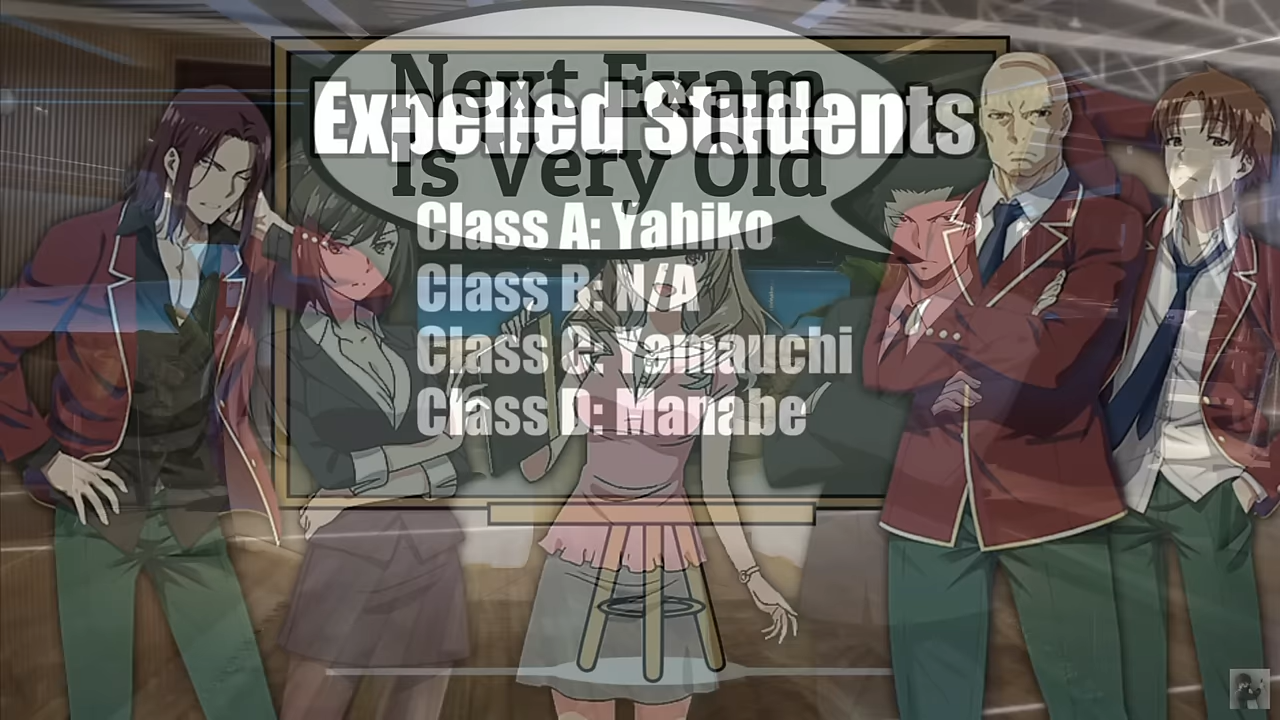 Next Exam
Is Very Old
Expelled Students
Class A: Yahiko
Class B: N/A
Class C: Yamauchi
Class D: Manabe